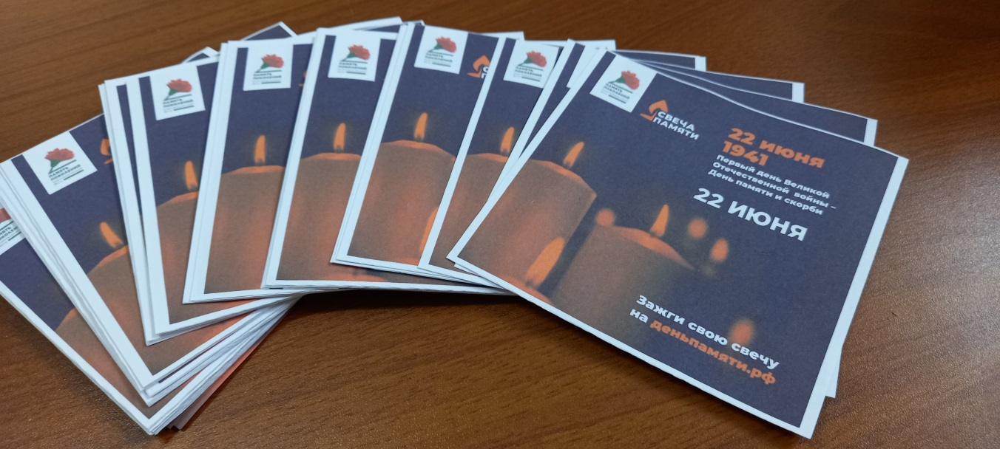 ПАМЯТЬ
ПОКОЛЕНИЙ
СВЕЧА
ПАМЯТИ
22 июня
1941
Первый день Великой
Отечественной войны –
День памяти и скорби
22 ИЮНЯ
Зажги свою свечу
на деньпамяти.рф